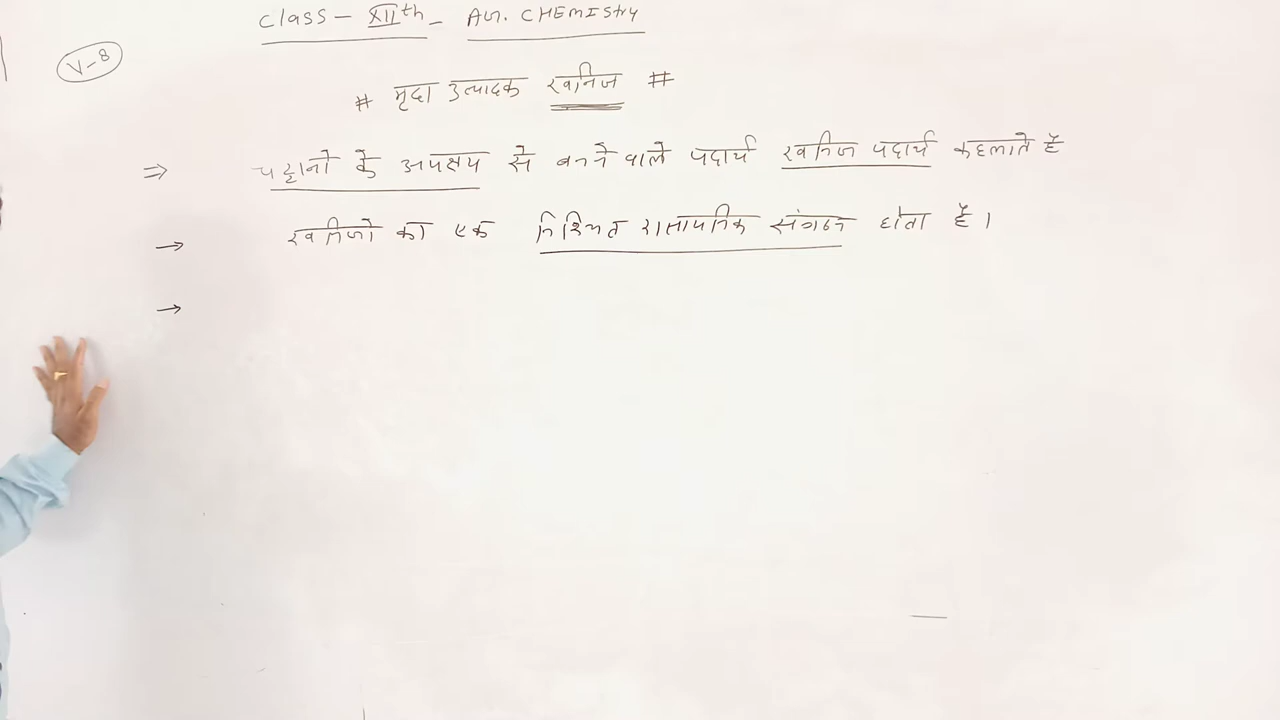 Class - XIIth - AG. CHEMIStry
V-8
# मृदा उत्पादक खनिज #
⇒ चट्टानो के अपक्षय से बनने वाले पदार्थ खनिज पदार्थ कहलाते है
→ खनिजो का एक निश्चित रासायनिक संगठन होता है।
→